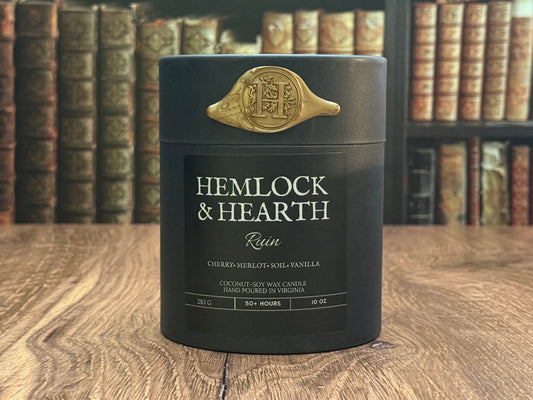 H
HEMLOCK
& HEARTH
Ruin
CHERRY• MERLOT• SOIL• VANILLA
COCONUT-SOY WAX CANDLE
HAND POURED IN VIRGINIA
283 G 50+ HOURS 10 OZ